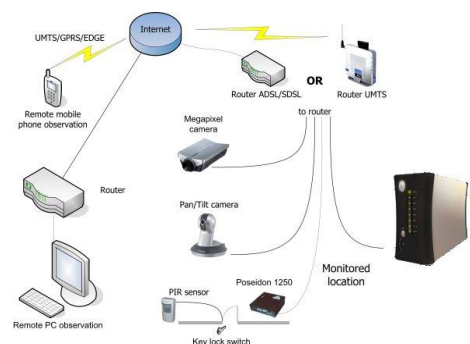 Internet
UMTS/GPRS/EDGE
Remote mobile
phone observation
Router ADSL/SDSL
OR
Router UMTS
to router
Megapixel
camera
Router
Pan/Tilt camera
Monitored
location
Poseidon 1250
PIR sensor
Remote PC observation
Key lock switch